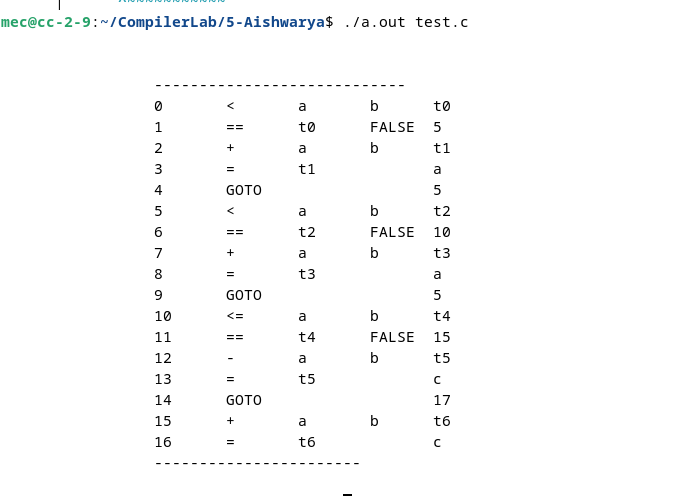 mec@cc-2-9:~/CompilerLab/5-Aishwarya$ ./a.out test.c
----------------------------
0 < a b t0
1 == t0 FALSE 5
2 + a b t1
3 = t1 a
4 GOTO 5
5 < a b t2
6 == t2 FALSE 10
7 + a b t3
8 = t3 a
9 GOTO 5
10 <= a b t4
11 == t4 FALSE 15
12 - a b t5
13 = t5 c
14 GOTO 17
15 + a b t6
16 = t6 c
-----------------------